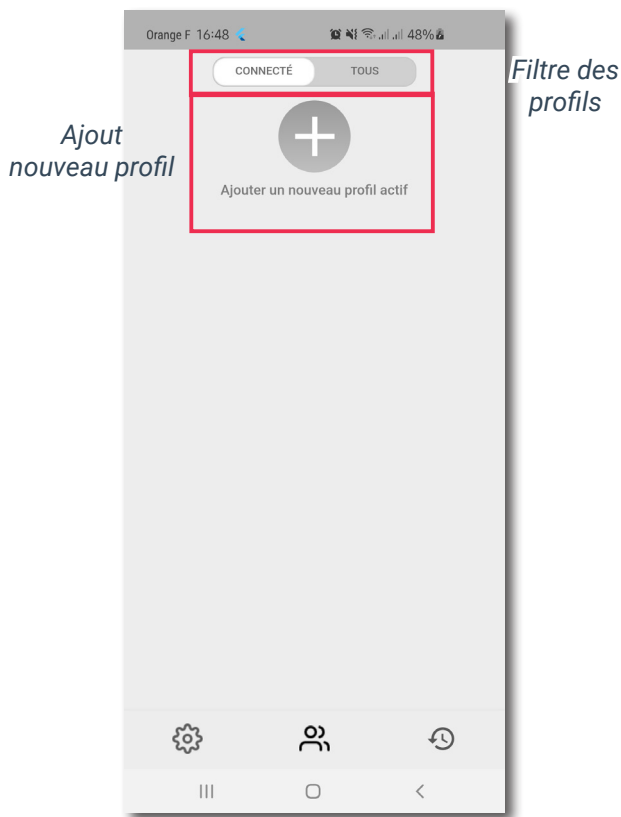 Orange F 16:48 48%
CONNECTÉ TOUS
Filtre des
profils
Ajout
nouveau profil
Ajouter un nouveau profil actif